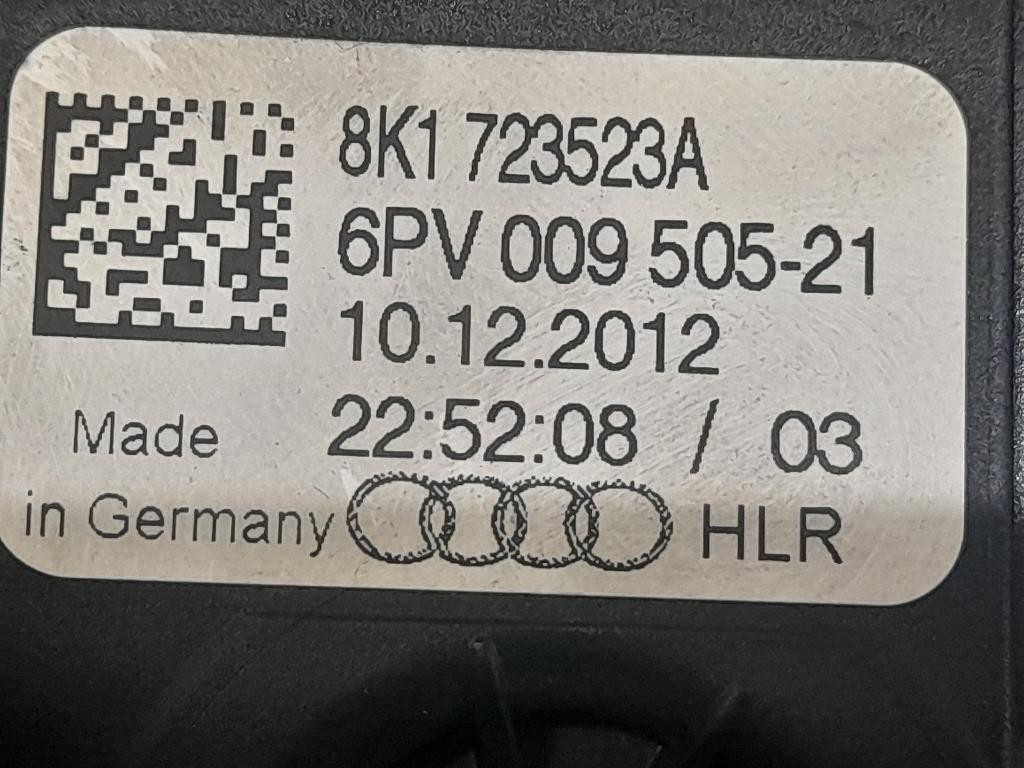 8K1 723523A
6PV 009 505-21
10.12.2012
Made 22:52:08 / 03
in Germany HLR